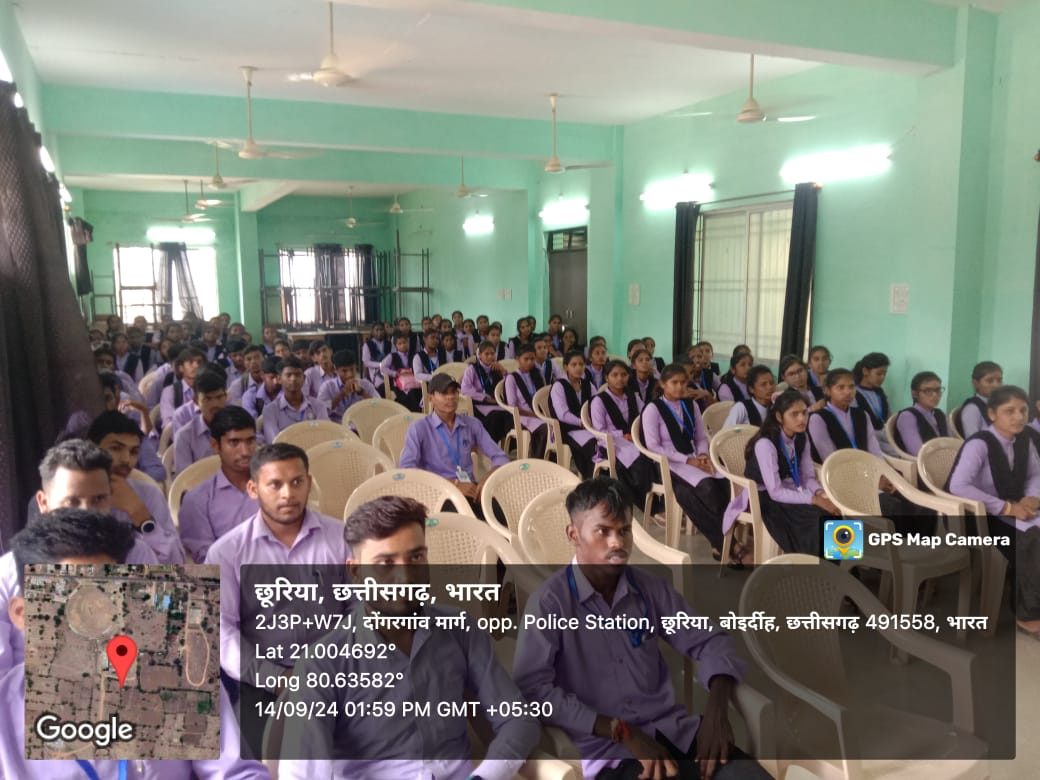 GPS Map Camera
छूरिया, छत्तीसगढ़, भारत
2J3P+W7J, दोंगरगांव मार्ग, opp. Police Station, छूरिया, बोइर्दीह, छत्तीसगढ़ 491558, भारत
Lat 21.004692°
Long 80.63582°
14/09/24 01:59 PM GMT +05:30
Google